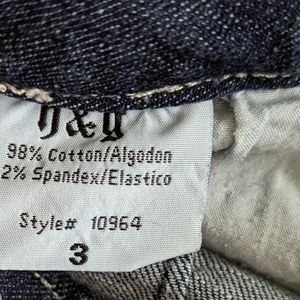 y&y
98% Cotton/Algodon
2% Spandex/Elastico
Style# 10964
3